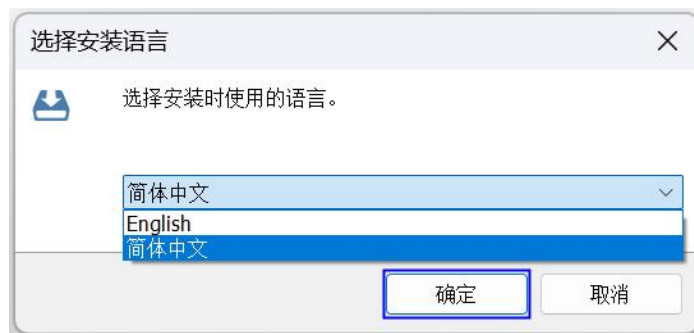 选择安装语言
选择安装时使用的语言。
简体中文
English
简体中文
确定
取消